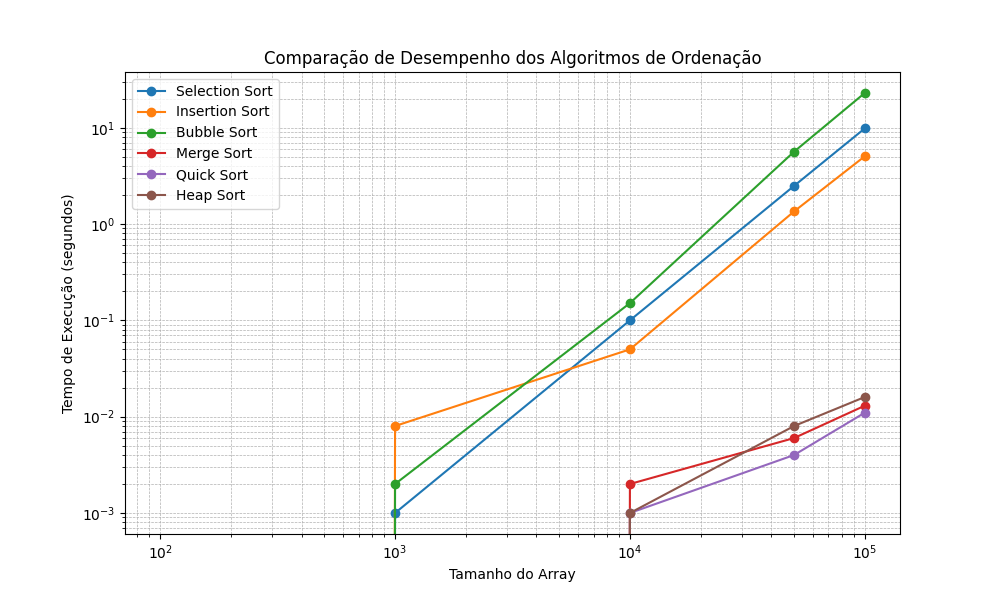 Comparação de Desempenho dos Algoritmos de Ordenação
Selection Sort
Insertion Sort
Bubble Sort
Merge Sort
Quick Sort
Heap Sort
Tempo de Execução (segundos)
10¹
10⁰
10⁻¹
10⁻²
10⁻³
10²
10³
10⁴
10⁵
Tamanho do Array